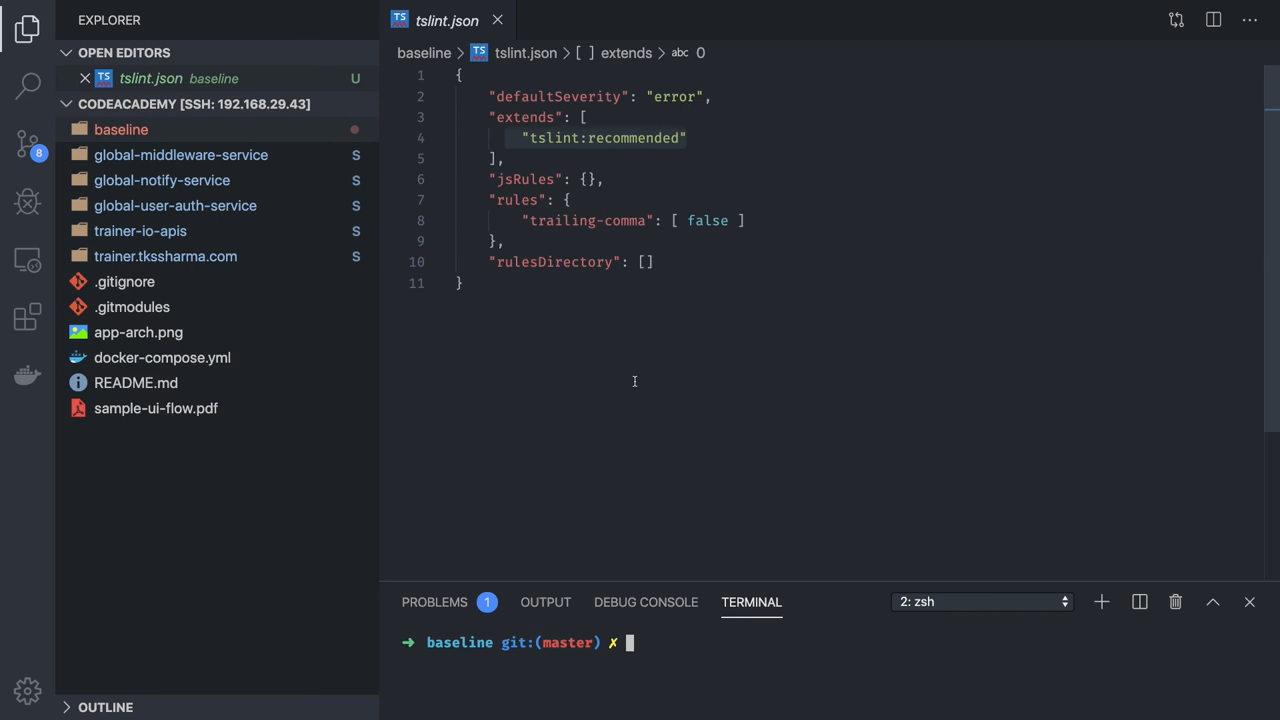 EXPLORER
OPEN EDITORS
TS tslint.json baseline U
CODEACADEMY [SSH: 192.168.29.43]
baseline
global-middleware-service S
global-notify-service S
global-user-auth-service S
trainer-io-apis S
trainer.tkssharma.com S
.gitignore
.gitmodules
app-arch.png
docker-compose.yml
README.md
sample-ui-flow.pdf
OUTLINE
8
TS tslint.json
baseline > TS tslint.json > [ ] extends > abc 0
1 {
2 "defaultSeverity": "error",
3 "extends": [
4 "tslint:recommended"
5 ],
6 "jsRules": {},
7 "rules": {
8 "trailing-comma": [ false ]
9 },
10 "rulesDirectory": []
11 }
PROBLEMS 1 OUTPUT DEBUG CONSOLE TERMINAL 2: zsh
➜ baseline git:(master) ✗